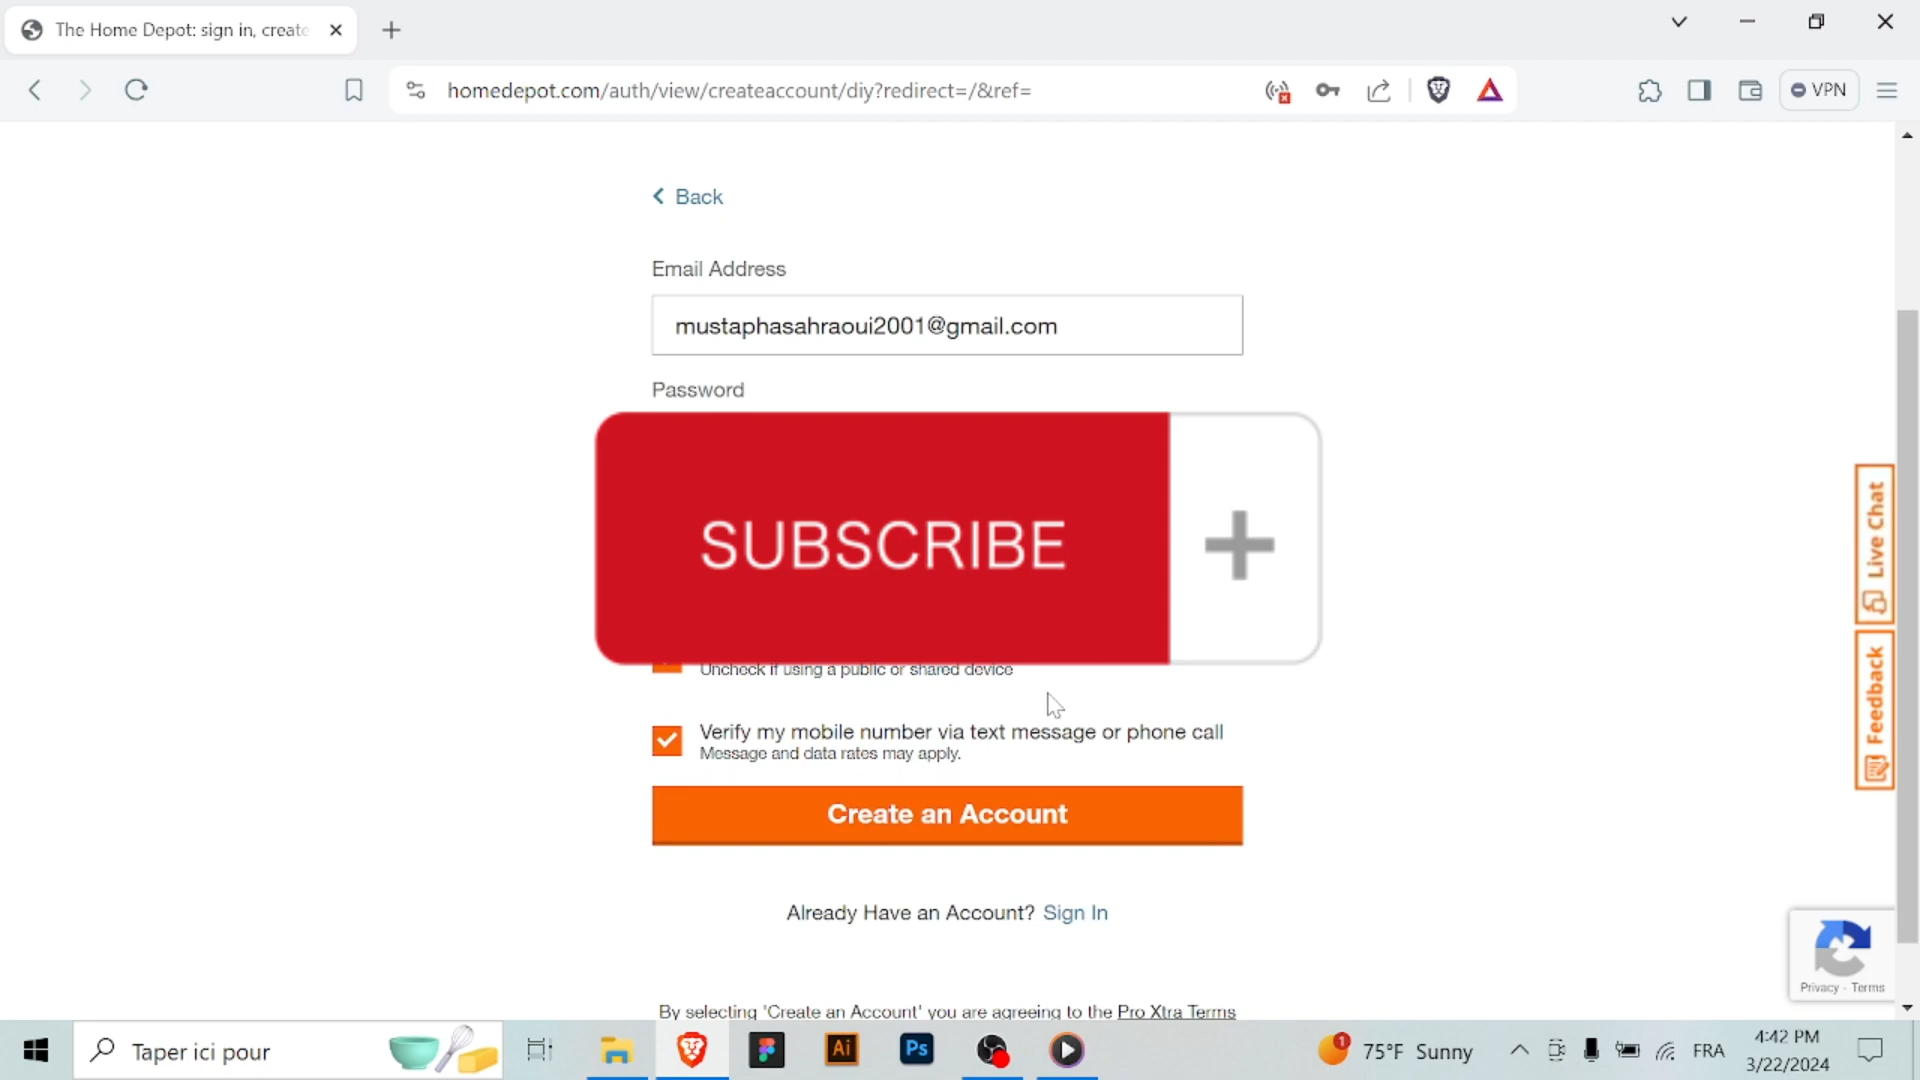 The Home Depot: sign in, create
homedepot.com/auth/view/createaccount/diy?redirect=/&ref=
VPN
Back
Email Address
mustaphasahraoui2001@gmail.com
Password
SUBSCRIBE
Uncheck if using a public or shared device
Verify my mobile number via text message or phone call
Message and data rates may apply.
Create an Account
Already Have an Account? Sign In
By selecting 'Create an Account' you are agreeing to the Pro Xtra Terms
Live Chat
Feedback
Privacy - Terms
Taper ici pour
Ai
Ps
1
75°F Sunny
FRA
4:42 PM
3/22/2024